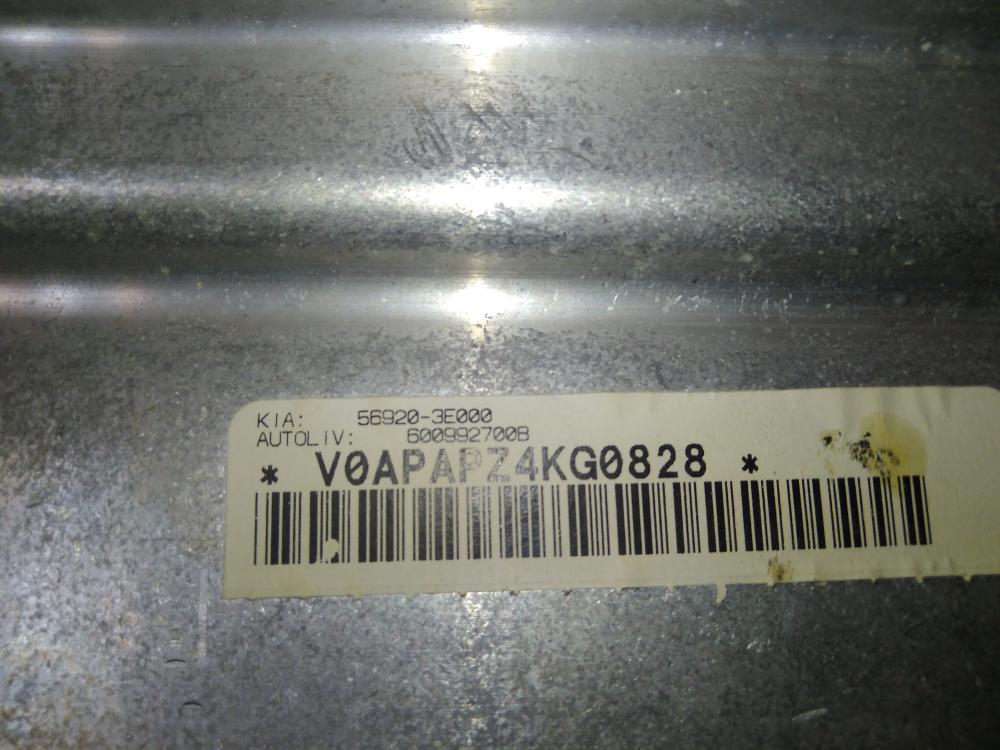 KIA: 56920-3E000
AUTOLIV: 600992700B
* V0APAPZ4KG0828 *